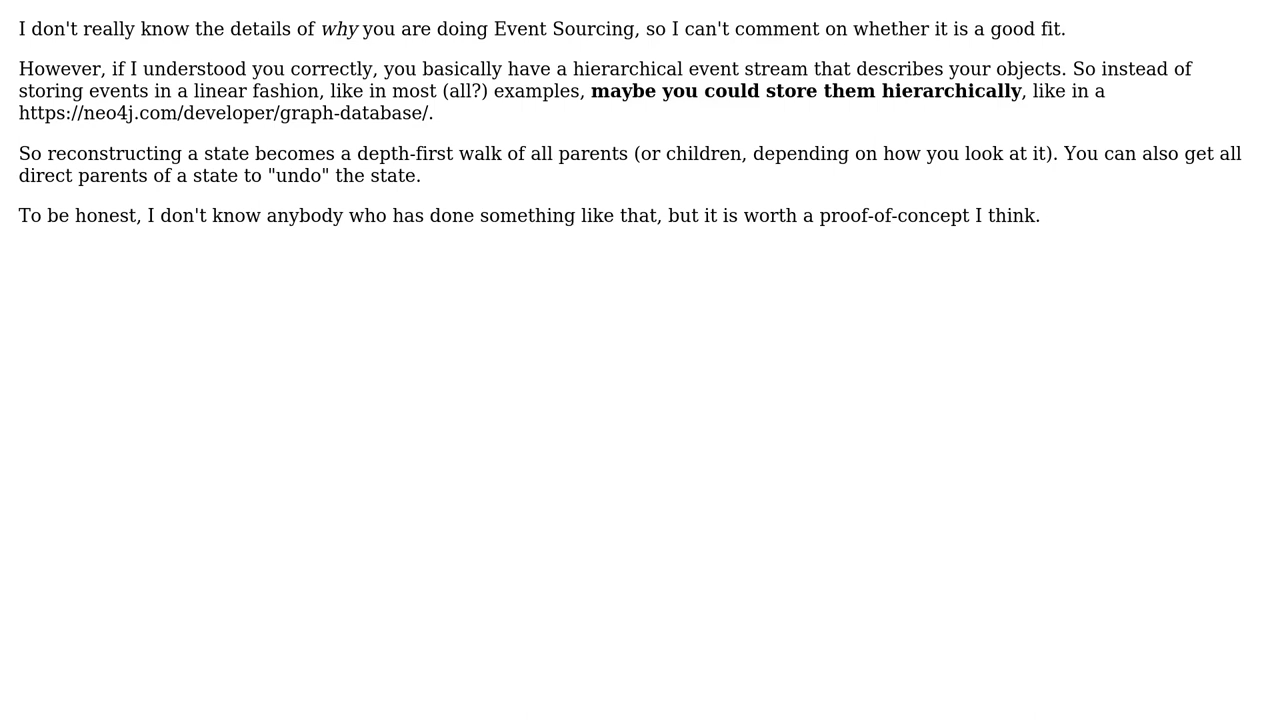 I don't really know the details of why you are doing Event Sourcing, so I can't comment on whether it is a good fit.
However, if I understood you correctly, you basically have a hierarchical event stream that describes your objects. So instead of
storing events in a linear fashion, like in most (all?) examples, maybe you could store them hierarchically, like in a
https://neo4j.com/developer/graph-database/.
So reconstructing a state becomes a depth-first walk of all parents (or children, depending on how you look at it). You can also get all
direct parents of a state to "undo" the state.
To be honest, I don't know anybody who has done something like that, but it is worth a proof-of-concept I think.